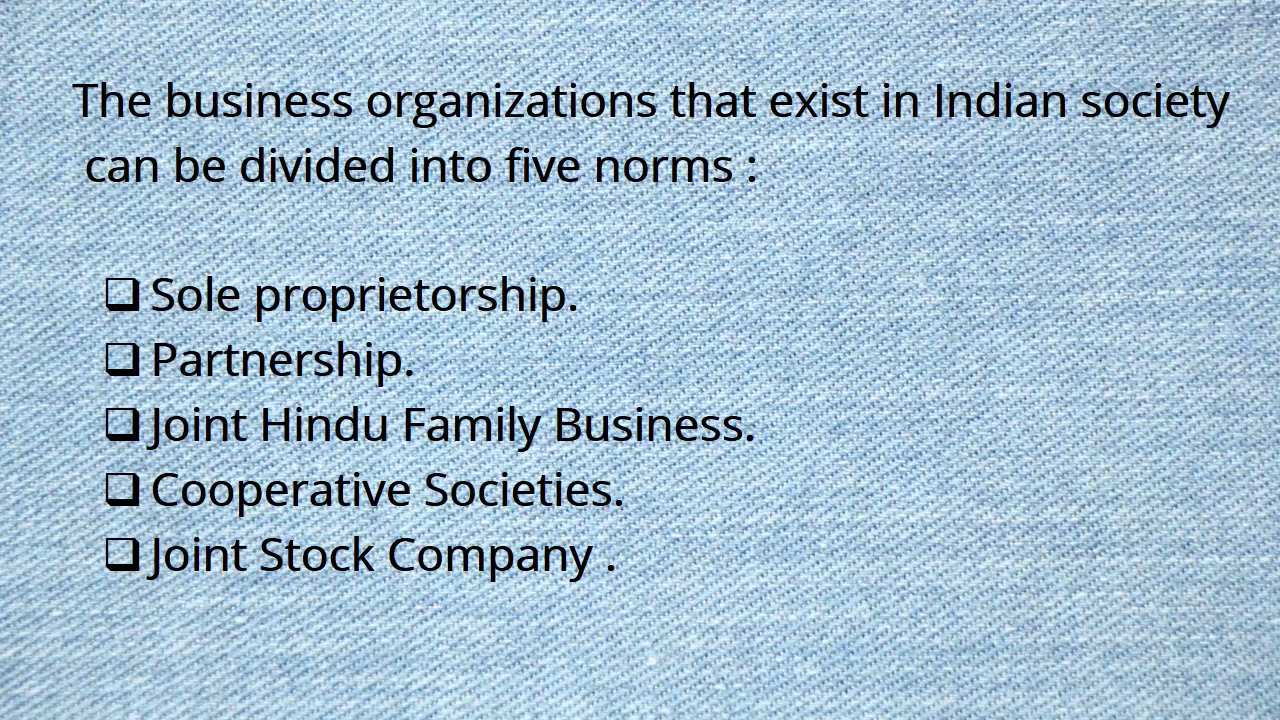 The business organizations that exist in Indian society
can be divided into five norms :
❑ Sole proprietorship.
❑ Partnership.
❑ Joint Hindu Family Business.
❑ Cooperative Societies.
❑ Joint Stock Company .